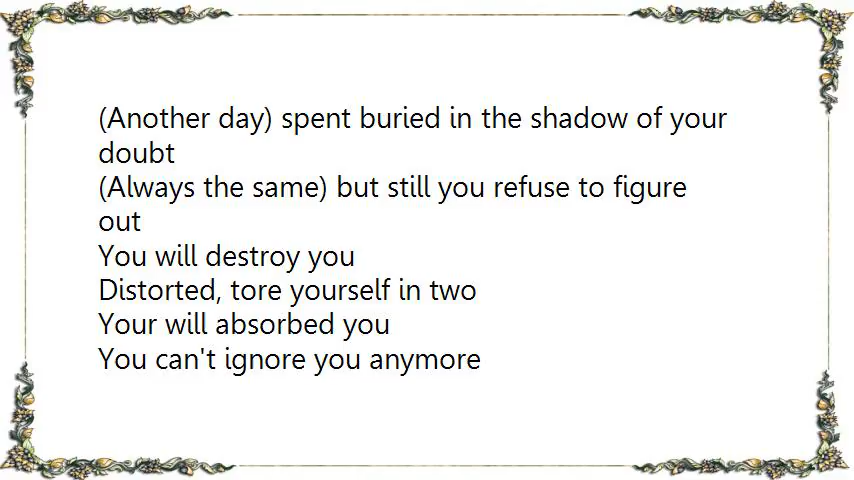 (Another day) spent buried in the shadow of your
doubt
(Always the same) but still you refuse to figure
out
You will destroy you
Distorted, tore yourself in two
Your will absorbed you
You can't ignore you anymore